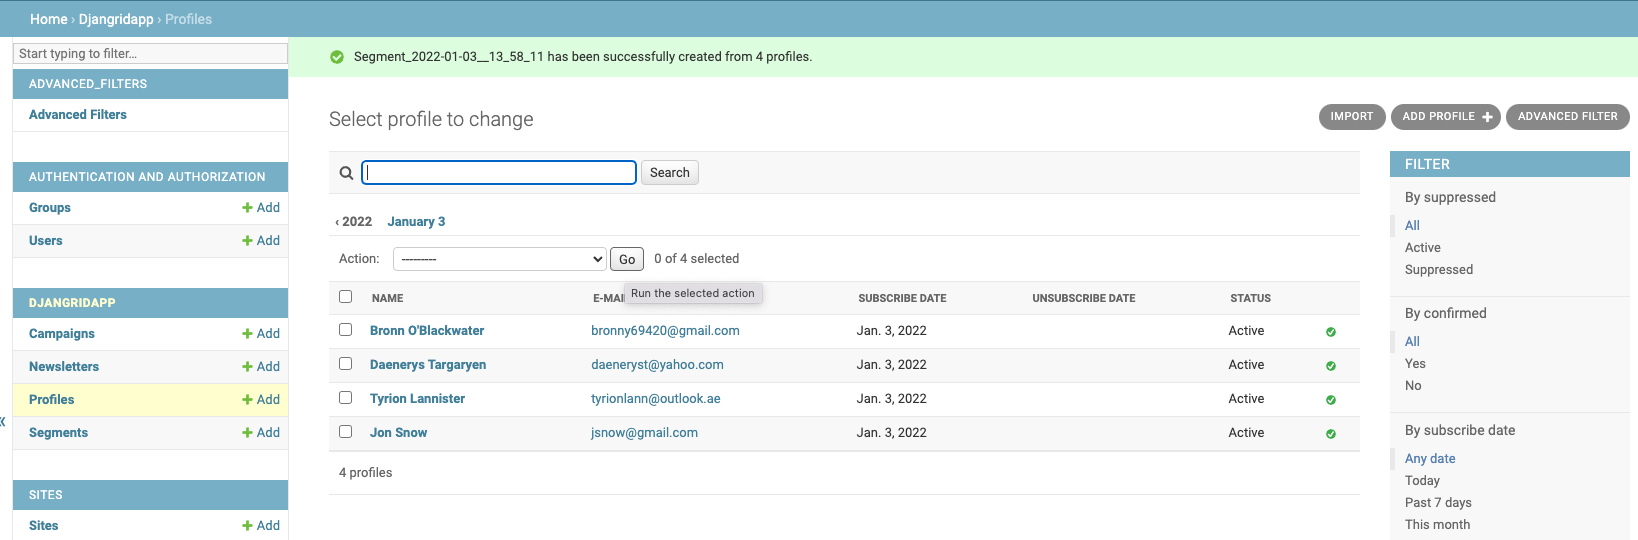 Home › Djangridapp › Profiles
Start typing to filter...
ADVANCED_FILTERS
Advanced Filters
AUTHENTICATION AND AUTHORIZATION
Groups + Add
Users + Add
DJANGRIDAPP
Campaigns + Add
Newsletters + Add
Profiles + Add
Segments + Add
SITES
Sites + Add
«
Segment_2022-01-03__13_58_11 has been successfully created from 4 profiles.
Select profile to change
IMPORT ADD PROFILE + ADVANCED FILTER
Search
‹ 2022 January 3
Action: --------- Go 0 of 4 selected
Run the selected action
NAME E-MAI SUBSCRIBE DATE UNSUBSCRIBE DATE STATUS
Bronn O'Blackwater bronny69420@gmail.com Jan. 3, 2022 Active
Daenerys Targaryen daeneryst@yahoo.com Jan. 3, 2022 Active
Tyrion Lannister tyrionlann@outlook.ae Jan. 3, 2022 Active
Jon Snow jsnow@gmail.com Jan. 3, 2022 Active
4 profiles
FILTER
By suppressed
All
Active
Suppressed
By confirmed
All
Yes
No
By subscribe date
Any date
Today
Past 7 days
This month